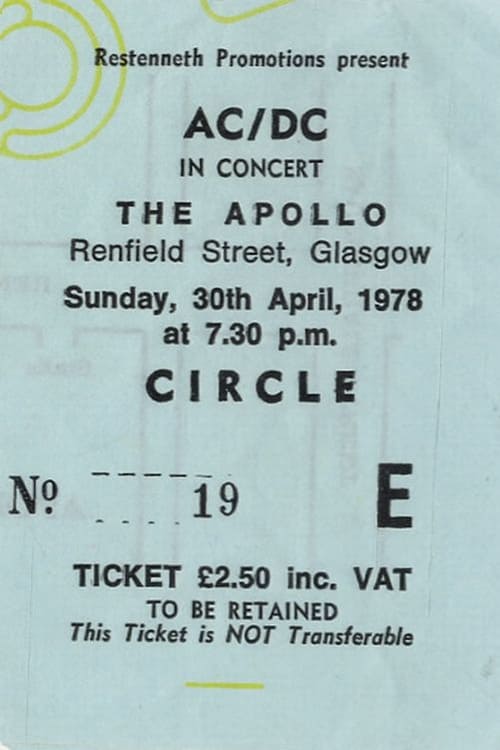 Restenneth Promotions present
AC/DC
IN CONCERT
THE APOLLO
Renfield Street, Glasgow
Sunday, 30th April, 1978
at 7.30 p.m.
CIRCLE
Nº 19 E
TICKET £2.50 inc. VAT
TO BE RETAINED
This Ticket is NOT Transferable